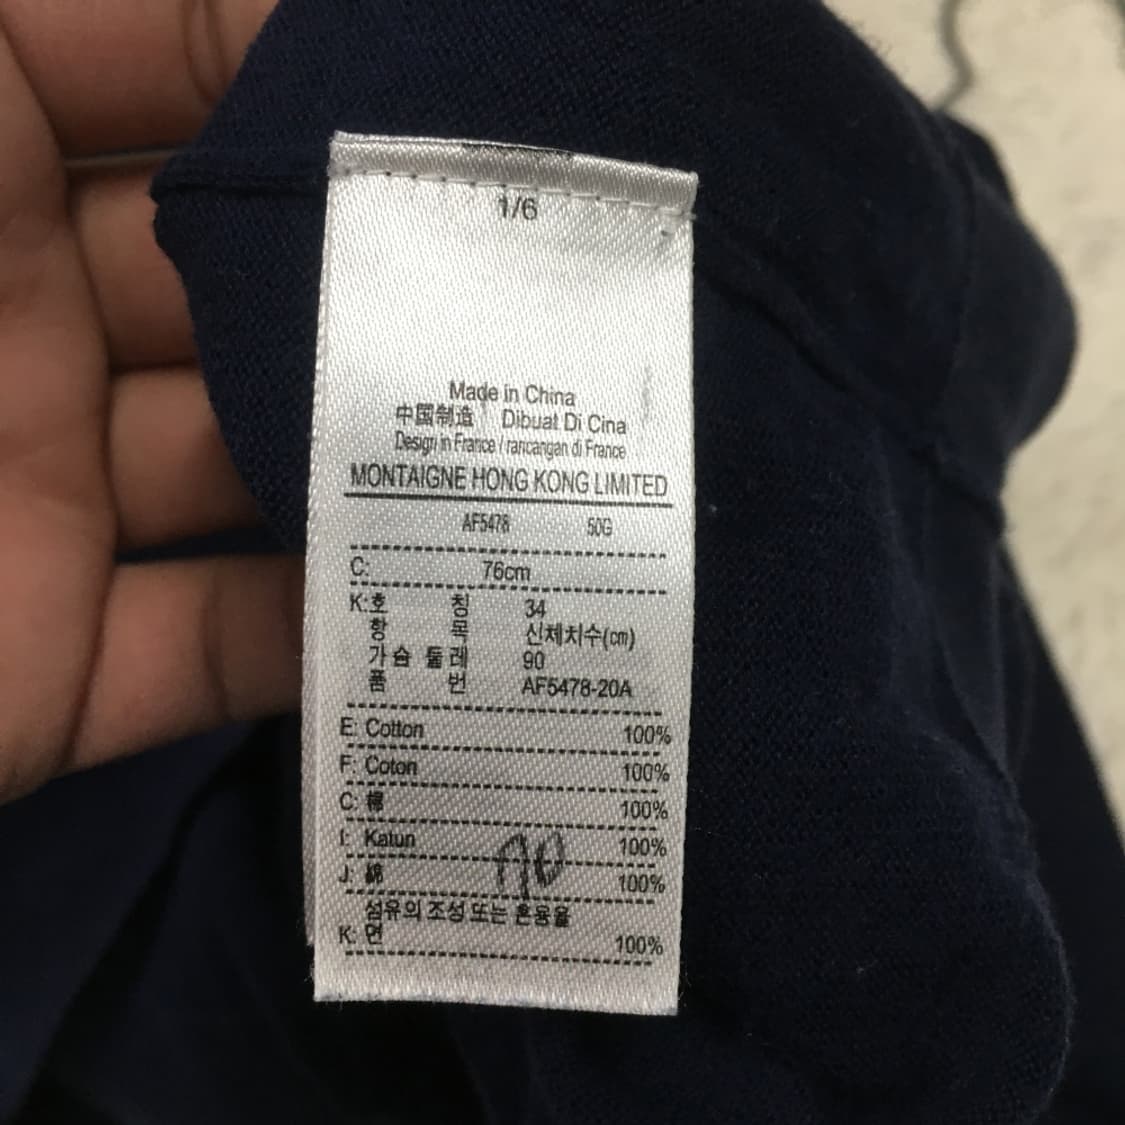 1/6
Made in China
中国制造 Dibuat Di Cina
Design in France / rancangan di France
MONTAIGNE HONG KONG LIMITED
AF5478 50G
C: 76cm
K:호 칭 34
항 목 신체치수(cm)
가슴 둘레 90
품 번 AF5478-20A
E: Cotton 100%
F: Coton 100%
C: 棉 100%
I: Katun 100%
J: 綿 100%
섬유의 조성 또는 혼용율
K: 면 100%